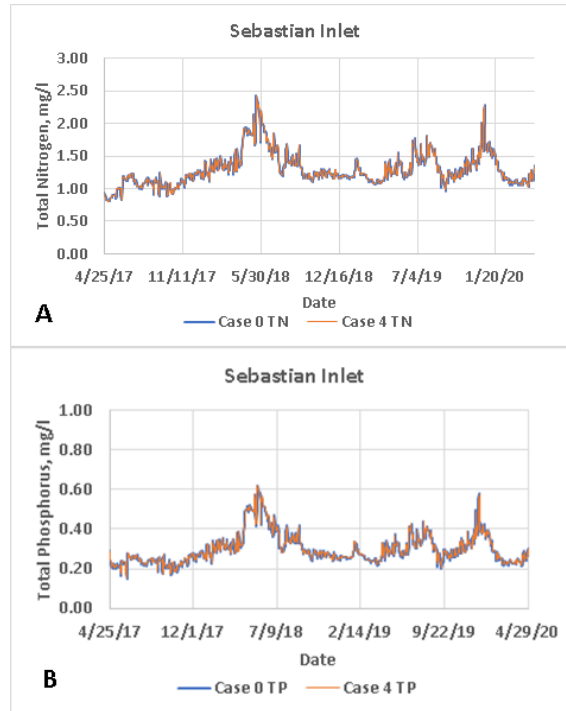 Sebastian Inlet
Total Nitrogen, mg/l
3.00
2.50
2.00
1.50
1.00
0.50
0.00
4/25/17 11/11/17 5/30/18 12/16/18 7/4/19 1/20/20
Date
A
Case 0 TN Case 4 TN
Sebastian Inlet
Total Phosphorus, mg/l
1.00
0.80
0.60
0.40
0.20
0.00
4/25/17 12/1/17 7/9/18 2/14/19 9/22/19 4/29/20
Date
B
Case 0 TP Case 4 TP